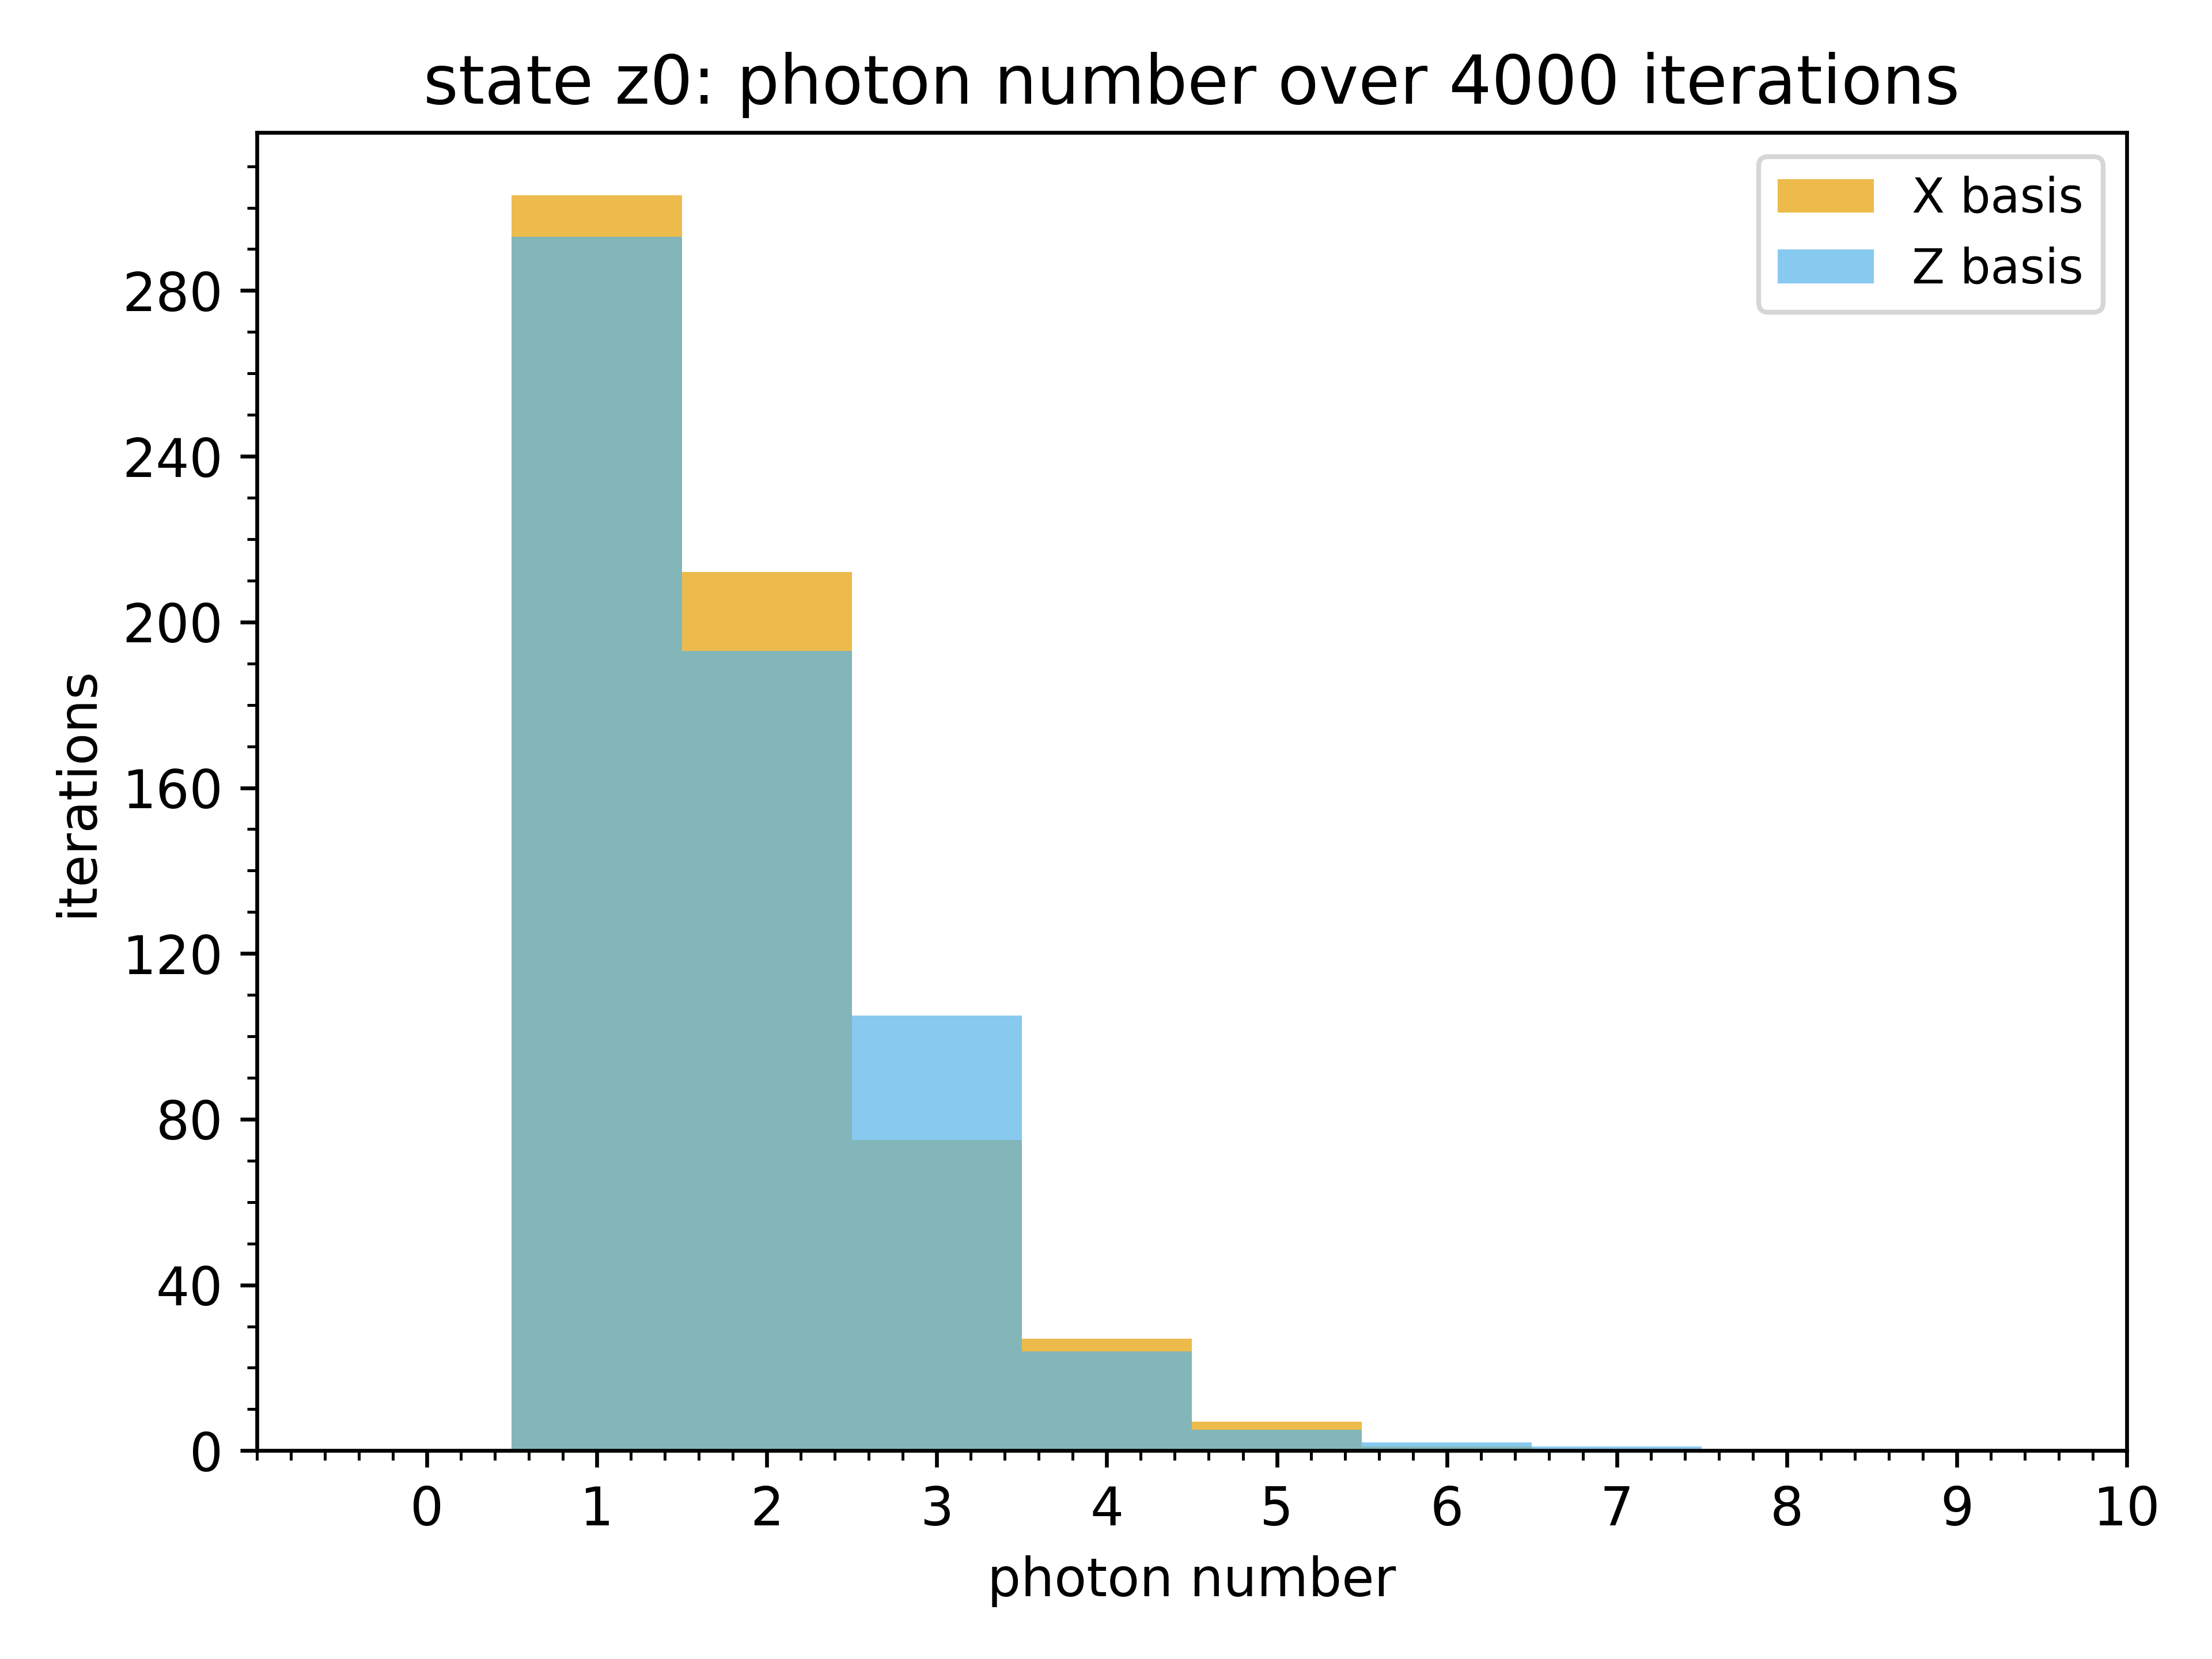 state z0: photon number over 4000 iterations
X basis
Z basis
280
240
200
160
120
80
40
0
iterations
0 1 2 3 4 5 6 7 8 9 10
photon number